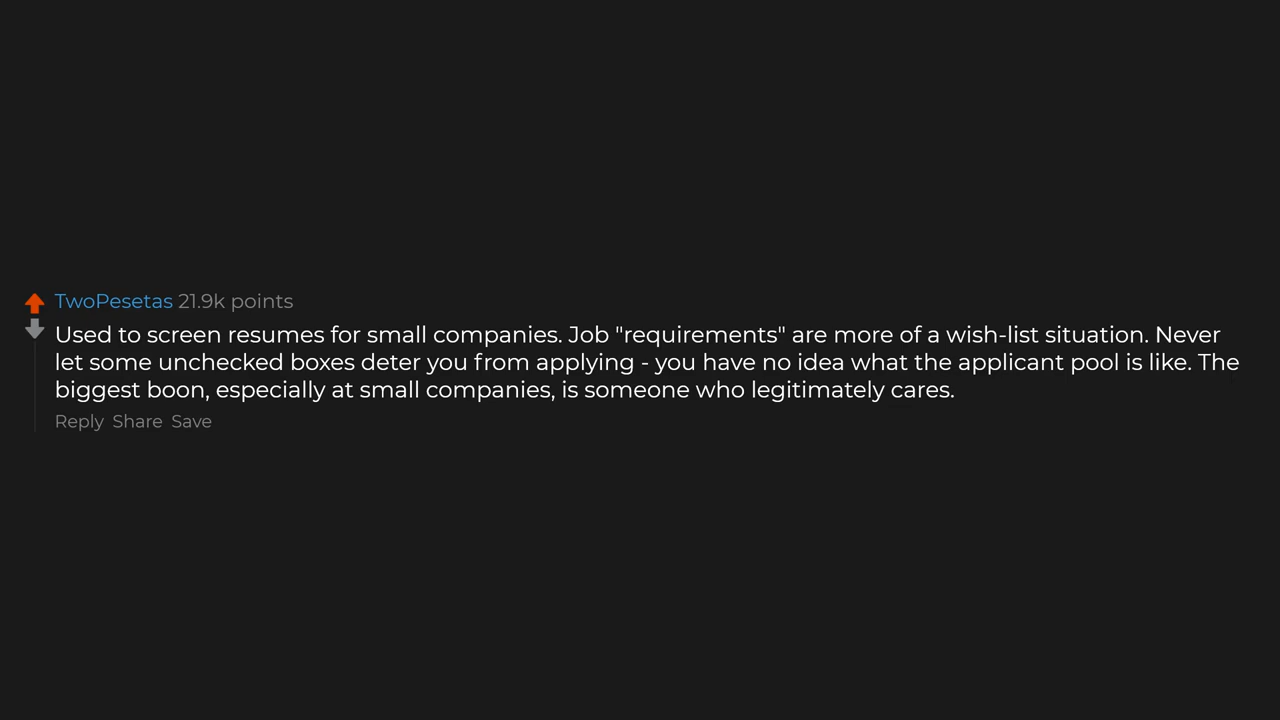 TwoPesetas 21.9k points
Used to screen resumes for small companies. Job "requirements" are more of a wish-list situation. Never
let some unchecked boxes deter you from applying - you have no idea what the applicant pool is like. The
biggest boon, especially at small companies, is someone who legitimately cares.
Reply Share Save